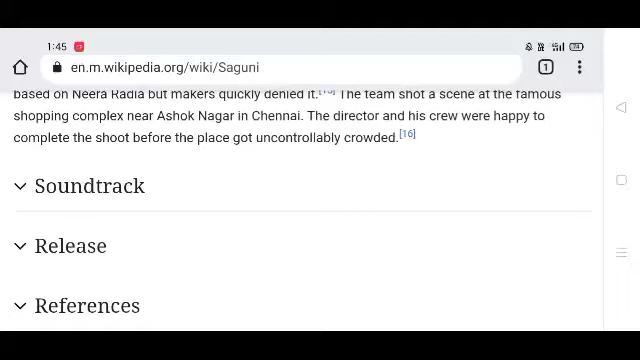 1:45
en.m.wikipedia.org/wiki/Saguni
1
based on Neera Radia but makers quickly denied it.[15] The team shot a scene at the famous
shopping complex near Ashok Nagar in Chennai. The director and his crew were happy to
complete the shoot before the place got uncontrollably crowded.[16]
Soundtrack
Release
References